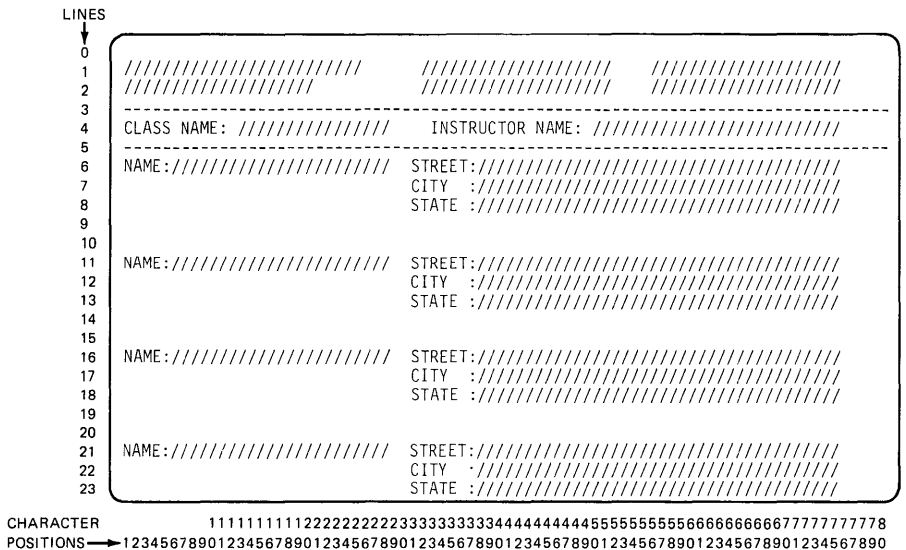 LINES
0
1 ///////////////////////// //////////////////// ////////////////////
2 //////////////////// //////////////////// ////////////////////
3 --------------------------------------------------------------------------------
4 CLASS NAME: //////////////// INSTRUCTOR NAME: //////////////////////////
5 --------------------------------------------------------------------------------
6 NAME://///////////////////// STREET://////////////////////////////////////
7 CITY ://////////////////////////////////////
8 STATE ://////////////////////////////////////
9
10
11 NAME://///////////////////// STREET://////////////////////////////////////
12 CITY ://////////////////////////////////////
13 STATE ://////////////////////////////////////
14
15
16 NAME://///////////////////// STREET://////////////////////////////////////
17 CITY ://////////////////////////////////////
18 STATE ://////////////////////////////////////
19
20
21 NAME://///////////////////// STREET://////////////////////////////////////
22 CITY ://////////////////////////////////////
23 STATE ://////////////////////////////////////
CHARACTER 11111111112222222222333333333344444444445555555555666666666677777777778
POSITIONS 12345678901234567890123456789012345678901234567890123456789012345678901234567890